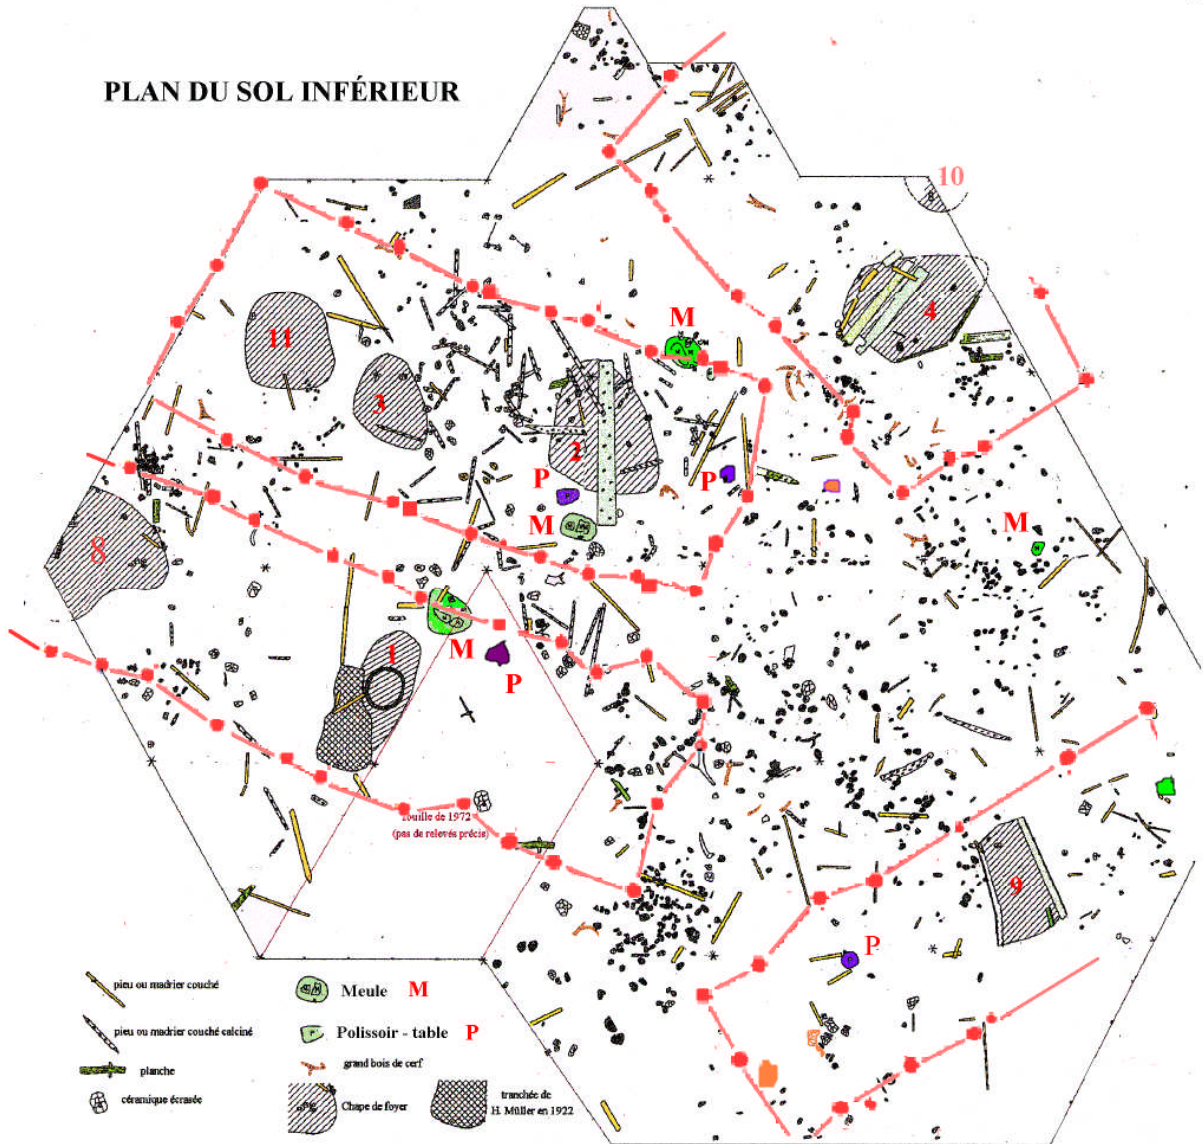 PLAN DU SOL INFÉRIEUR
10
4
M
11
3
2
P
P
M
M
8
1
M
P
fouille de 1972
(pas de relevés précis)
9
P
pieu ou madrier couché
pieu ou madrier couché calciné
planche
céramique écrasée
Meule M
Polissoir - table P
grand bois de cerf
Chape de foyer
tranchée de
H. Müller en 1922